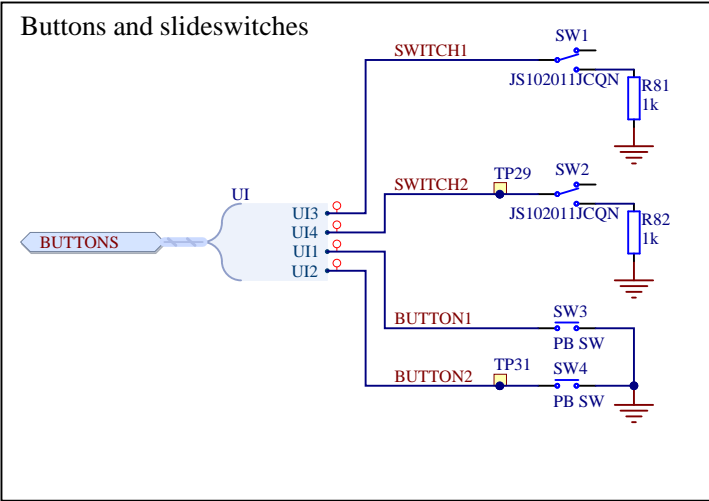 Buttons and slideswitches
SW1
SWITCH1
JS102011JCQN
R81
1k
TP29
SW2
SWITCH2
JS102011JCQN
R82
1k
UI
UI3
UI4
BUTTONS
UI1
UI2
SW3
BUTTON1
PB SW
TP31
SW4
BUTTON2
PB SW